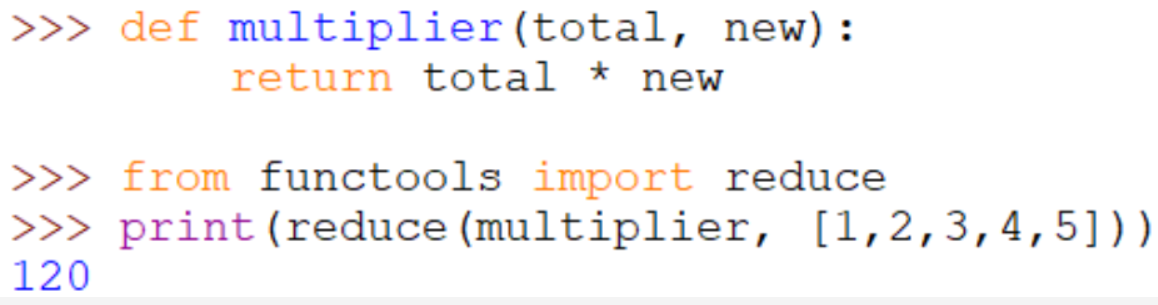 >>> def multiplier(total, new):
        return total * new

>>> from functools import reduce
>>> print(reduce(multiplier, [1,2,3,4,5]))
120